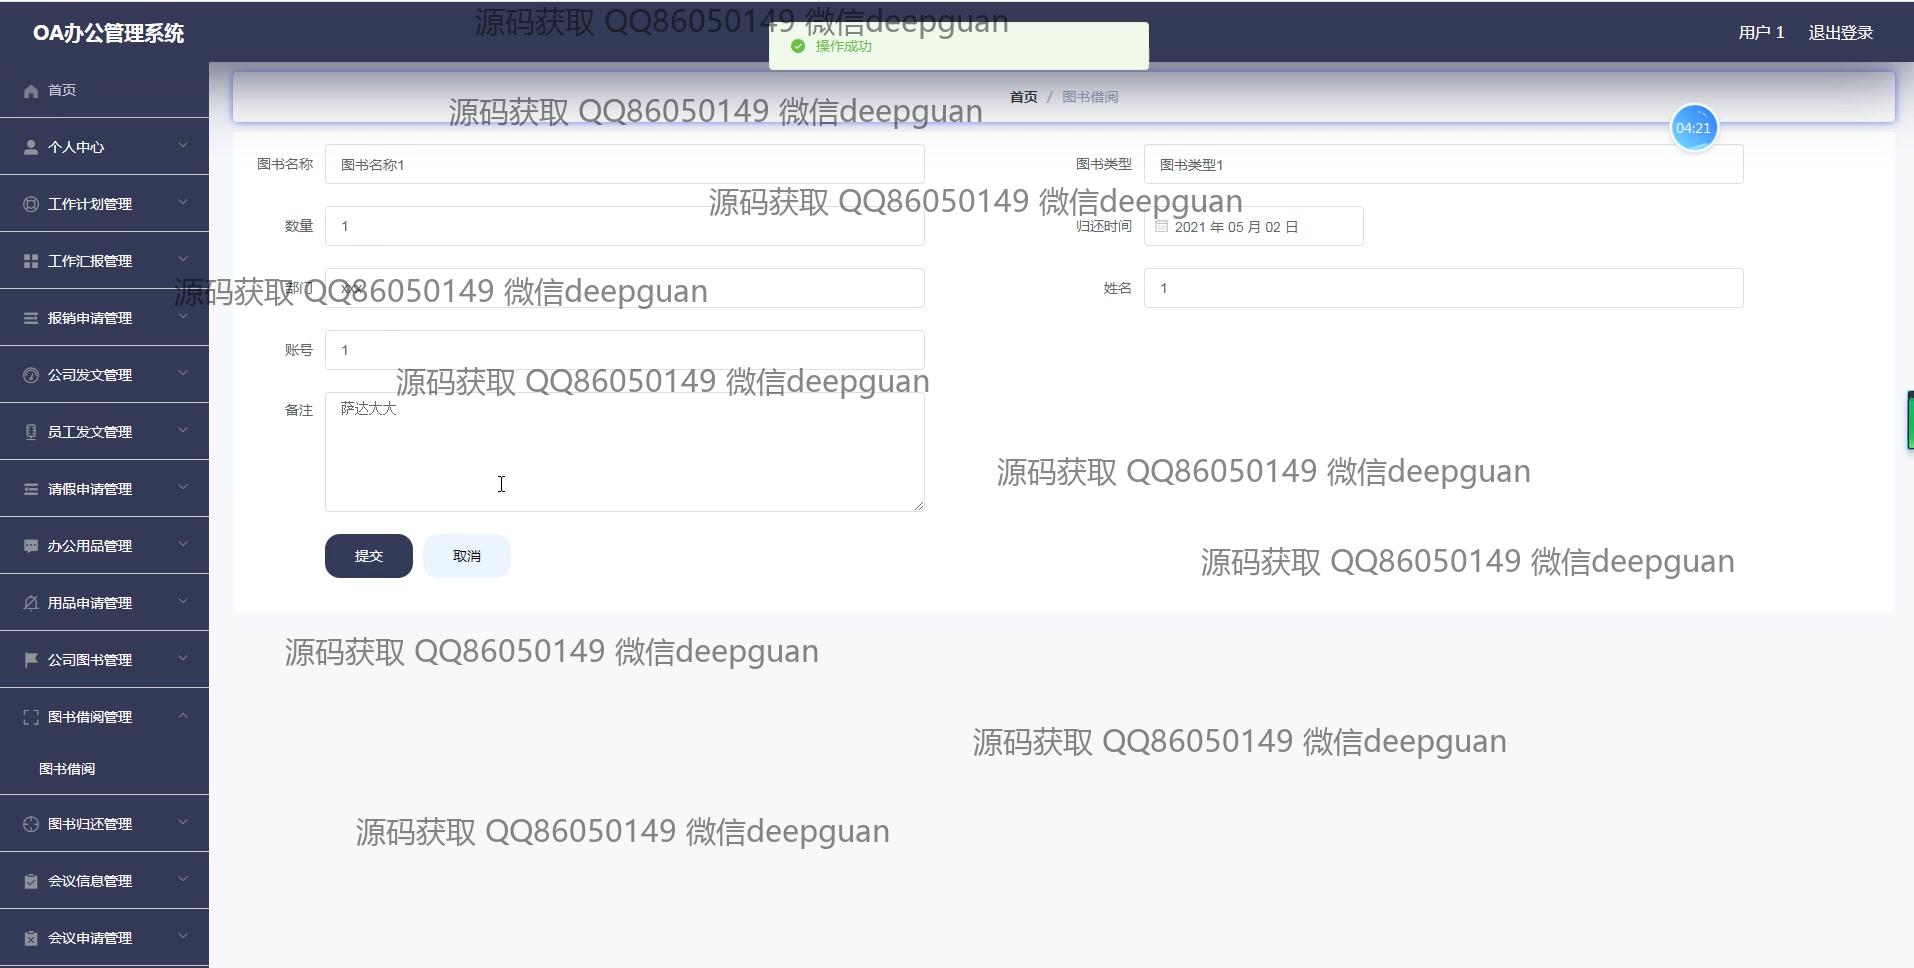 OA办公管理系统
源码获取 QQ86050149 微信deepguan
操作成功
用户 1
退出登录
首页
首页 / 图书借阅
源码获取 QQ86050149 微信deepguan
04:21
个人中心
图书名称
图书名称1
图书类型
图书类型1
工作计划管理
源码获取 QQ86050149 微信deepguan
数量
1
归还时间
2021 年 05 月 02 日
工作汇报管理
源码获取 QQ86050149 微信deepguan
部门
xxx
姓名
1
报销申请管理
账号
1
公司发文管理
源码获取 QQ86050149 微信deepguan
备注
萨达大大
员工发文管理
源码获取 QQ86050149 微信deepguan
请假申请管理
办公用品管理
提交
取消
源码获取 QQ86050149 微信deepguan
用品申请管理
公司图书管理
源码获取 QQ86050149 微信deepguan
图书借阅管理
源码获取 QQ86050149 微信deepguan
图书借阅
图书归还管理
源码获取 QQ86050149 微信deepguan
会议信息管理
会议申请管理